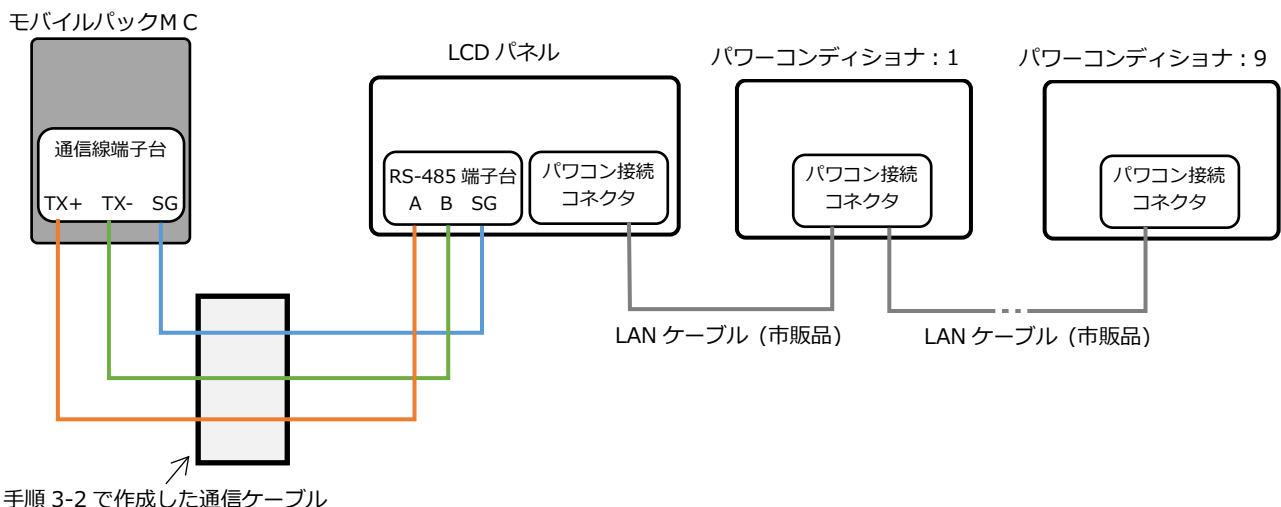 モバイルパックＭＣ
通信線端子台
TX+ TX- SG
LCD パネル
RS-485 端子台
A B SG
パワコン接続
コネクタ
パワーコンディショナ：1
パワコン接続
コネクタ
パワーコンディショナ：9
パワコン接続
コネクタ
LAN ケーブル (市販品)
LAN ケーブル (市販品)
手順 3-2 で作成した通信ケーブル